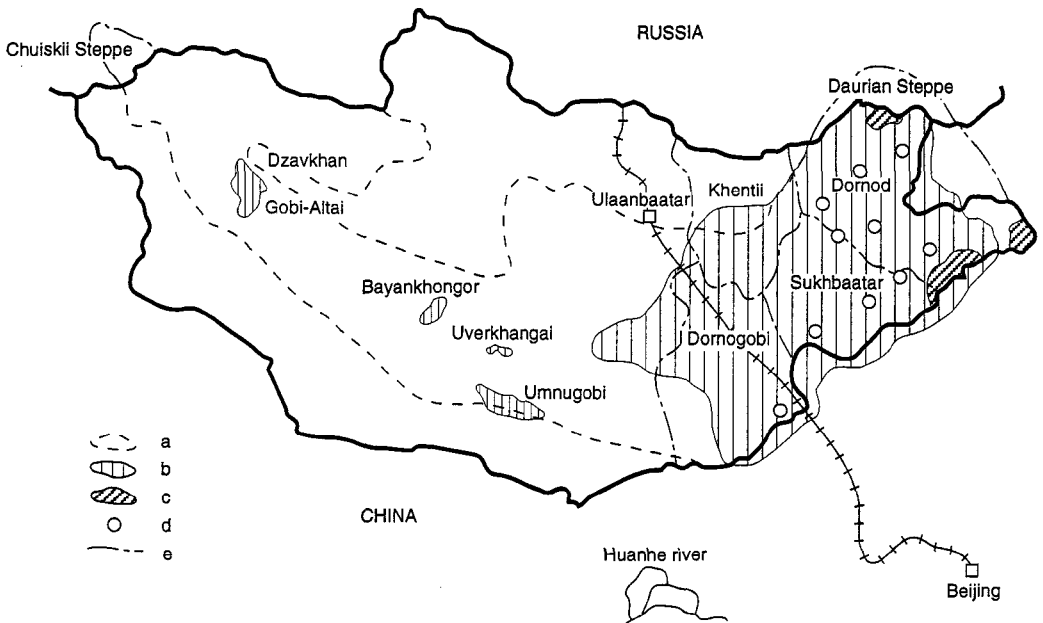 RUSSIA
Chuiskii Steppe
Daurian Steppe
Dzavkhan
Gobi-Altai
Ulaanbaatar
Khentii
Dornod
Bayankhongor
Sukhbaatar
Uverkhangai
Dornogobi
Umnugobi
a
b
c
d
e
CHINA
Huanhe river
Beijing